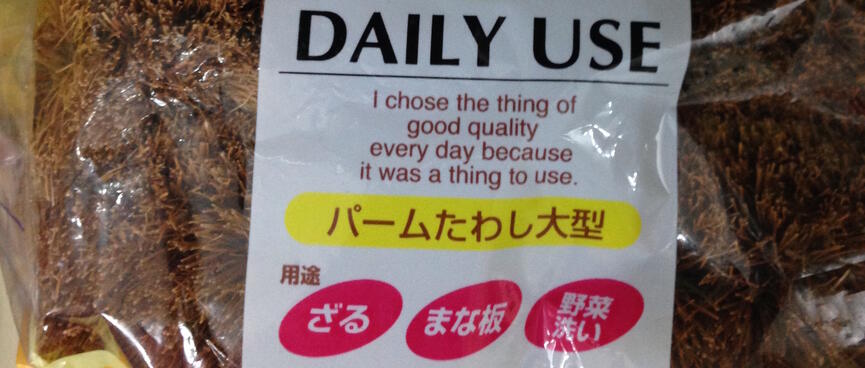 DAILY USE
I chose the thing of
good quality
every day because
it was a thing to use.
パームたわし大型
用途
ざる
まな板
野菜
洗い